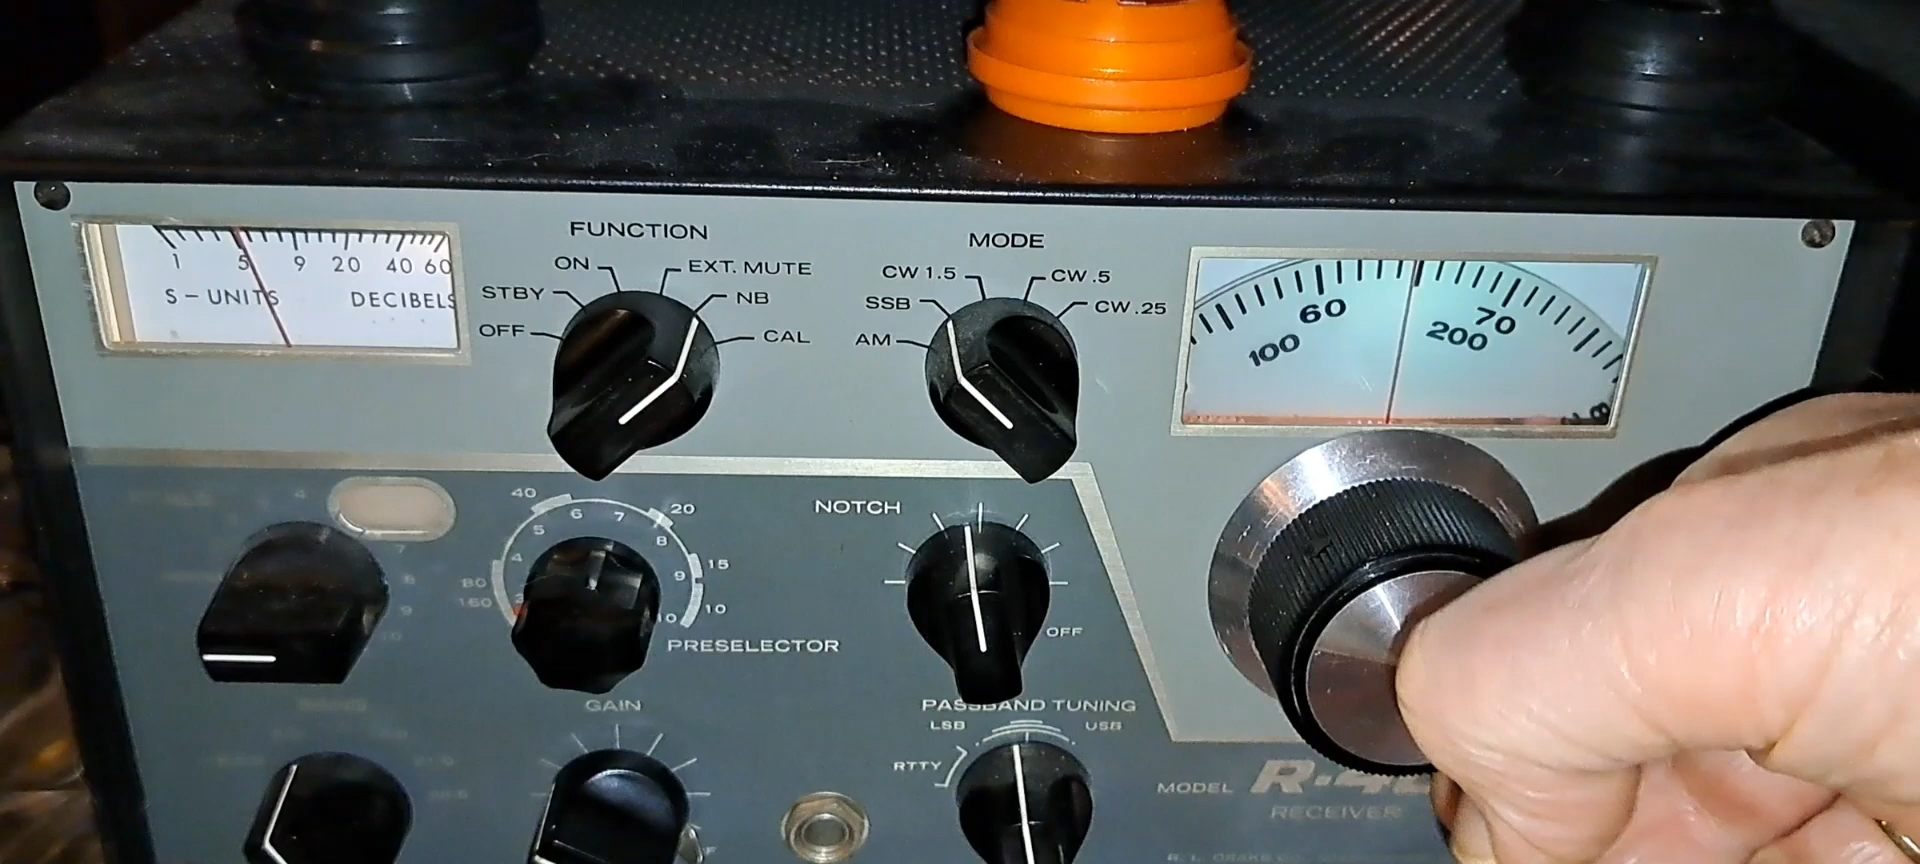 FUNCTION
ON EXT. MUTE
STBY NB
OFF CAL
MODE
CW 1.5 CW .5
SSB CW .25
AM
1 5 9 20 40 60
S-UNITS DECIBELS
60 70
100 200
40 6 7 20
5 8
4 9 15
80
160 10 10
PRESELECTOR
NOTCH
OFF
GAIN
PASSBAND TUNING
LSB USB
RTTY
MODEL
RECEIVER